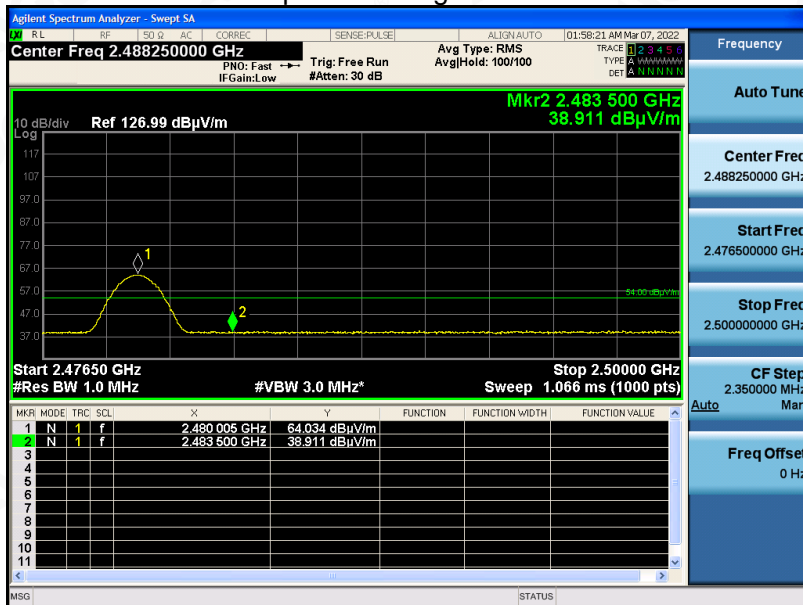 Agilent Spectrum Analyzer - Swept SA
LXI RL RF 50 Ω AC CORREC SENSE:PULSE ALIGN AUTO 01:58:21 AM Mar 07, 2022
Center Freq 2.488250000 GHz
PNO: Fast
IFGain:Low
Trig: Free Run
#Atten: 30 dB
Avg Type: RMS
Avg|Hold: 100/100
TRACE 1 2 3 4 5 6
TYPE A WWWWW
DET A N N N N N
Mkr2 2.483 500 GHz
38.911 dBµV/m
10 dB/div Ref 126.99 dBµV/m
Log
117
107
97.0
87.0
77.0
67.0
57.0
47.0
37.0
1
2
54.00 dBµV/m
Start 2.47650 GHz Stop 2.50000 GHz
#Res BW 1.0 MHz #VBW 3.0 MHz* Sweep 1.066 ms (1000 pts)
MKR MODE TRC SCL X Y FUNCTION FUNCTION WIDTH FUNCTION VALUE
1 N 1 f 2.480 005 GHz 64.034 dBµV/m
2 N 1 f 2.483 500 GHz 38.911 dBµV/m
3
4
5
6
7
8
9
10
11
MSG STATUS
Frequency
Auto Tune
Center Freq
2.488250000 GHz
Start Freq
2.476500000 GHz
Stop Freq
2.500000000 GHz
CF Step
2.350000 MHz
Auto Man
Freq Offset
0 Hz